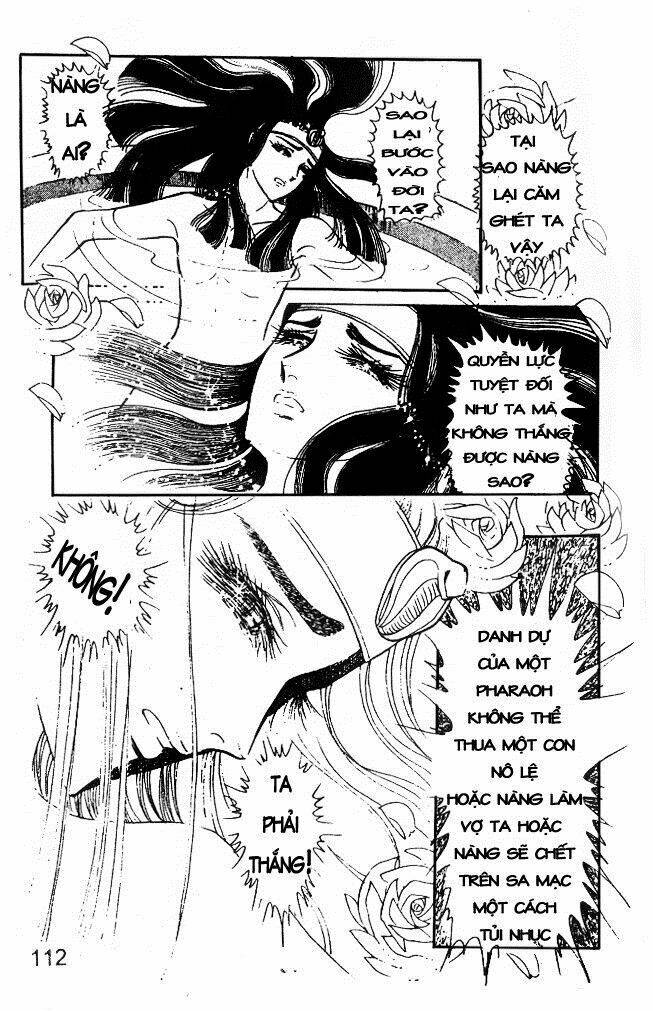 NÀNG
LÀ
AI?
SAO
LẠI
BƯỚC
VÀO
ĐỜI
TA?
TẠI
SAO NÀNG
LẠI CĂM
GHÉT TA
VẬY
QUYỀN LỰC
TUYỆT ĐỐI
NHƯ TA MÀ
KHÔNG THẮNG
ĐƯỢC NÀNG
SAO?
KHÔNG!
DANH DỰ
CỦA MỘT
PHARAOH
KHÔNG THỂ
THUA MỘT CON
NÔ LỆ
HOẶC NÀNG LÀM
VỢ TA HOẶC
NÀNG SẼ CHẾT
TRÊN SA MẠC
MỘT CÁCH
TỦI NHỤC
TA
PHẢI
THẮNG!
112